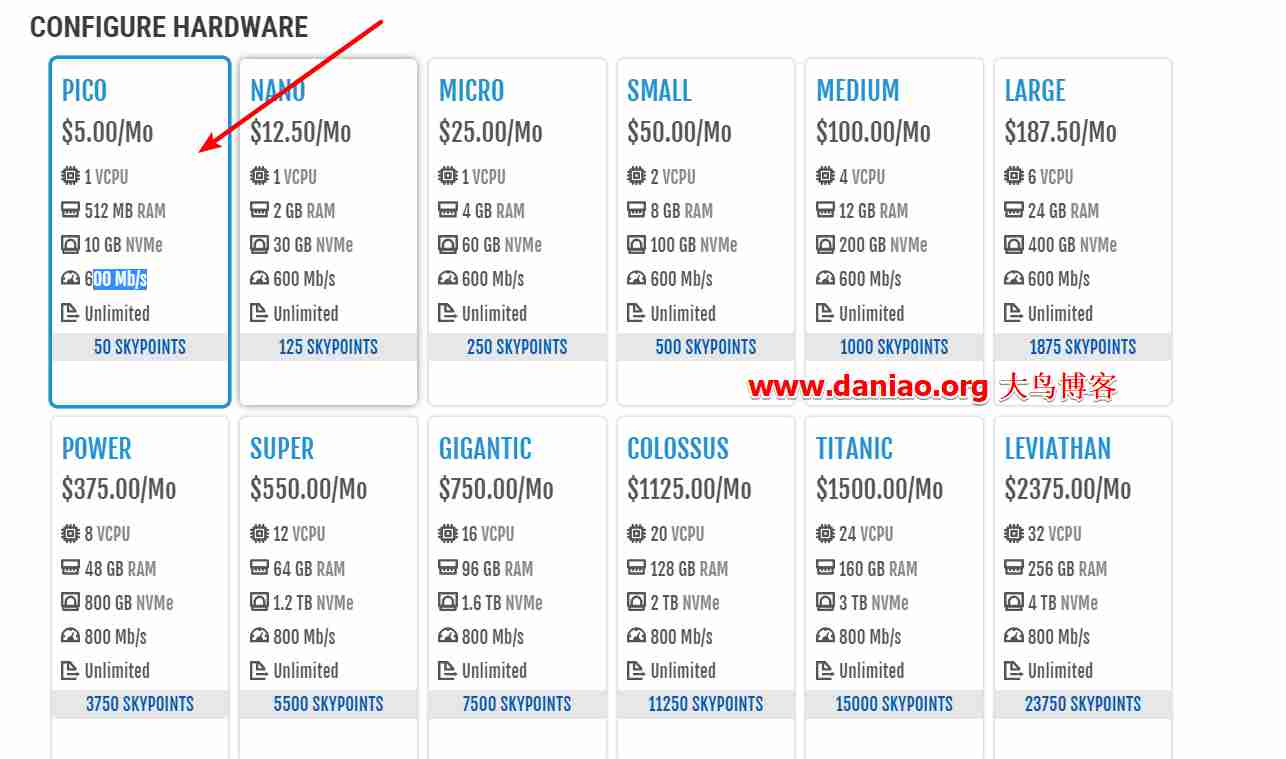 CONFIGURE HARDWARE
PICO
$5.00/Mo
1 VCPU
512 MB RAM
10 GB NVMe
600 Mb/s
Unlimited
50 SKYPOINTS
NANO
$12.50/Mo
1 VCPU
2 GB RAM
30 GB NVMe
600 Mb/s
Unlimited
125 SKYPOINTS
MICRO
$25.00/Mo
1 VCPU
4 GB RAM
60 GB NVMe
600 Mb/s
Unlimited
250 SKYPOINTS
SMALL
$50.00/Mo
2 VCPU
8 GB RAM
100 GB NVMe
600 Mb/s
Unlimited
500 SKYPOINTS
MEDIUM
$100.00/Mo
4 VCPU
12 GB RAM
200 GB NVMe
600 Mb/s
Unlimited
1000 SKYPOINTS
LARGE
$187.50/Mo
6 VCPU
24 GB RAM
400 GB NVMe
600 Mb/s
Unlimited
1875 SKYPOINTS
www.daniao.org 大鸟博客
POWER
$375.00/Mo
8 VCPU
48 GB RAM
800 GB NVMe
800 Mb/s
Unlimited
3750 SKYPOINTS
SUPER
$550.00/Mo
12 VCPU
64 GB RAM
1.2 TB NVMe
800 Mb/s
Unlimited
5500 SKYPOINTS
GIGANTIC
$750.00/Mo
16 VCPU
96 GB RAM
1.6 TB NVMe
800 Mb/s
Unlimited
7500 SKYPOINTS
COLOSSUS
$1125.00/Mo
20 VCPU
128 GB RAM
2 TB NVMe
800 Mb/s
Unlimited
11250 SKYPOINTS
TITANIC
$1500.00/Mo
24 VCPU
160 GB RAM
3 TB NVMe
800 Mb/s
Unlimited
15000 SKYPOINTS
LEVIATHAN
$2375.00/Mo
32 VCPU
256 GB RAM
4 TB NVMe
800 Mb/s
Unlimited
23750 SKYPOINTS